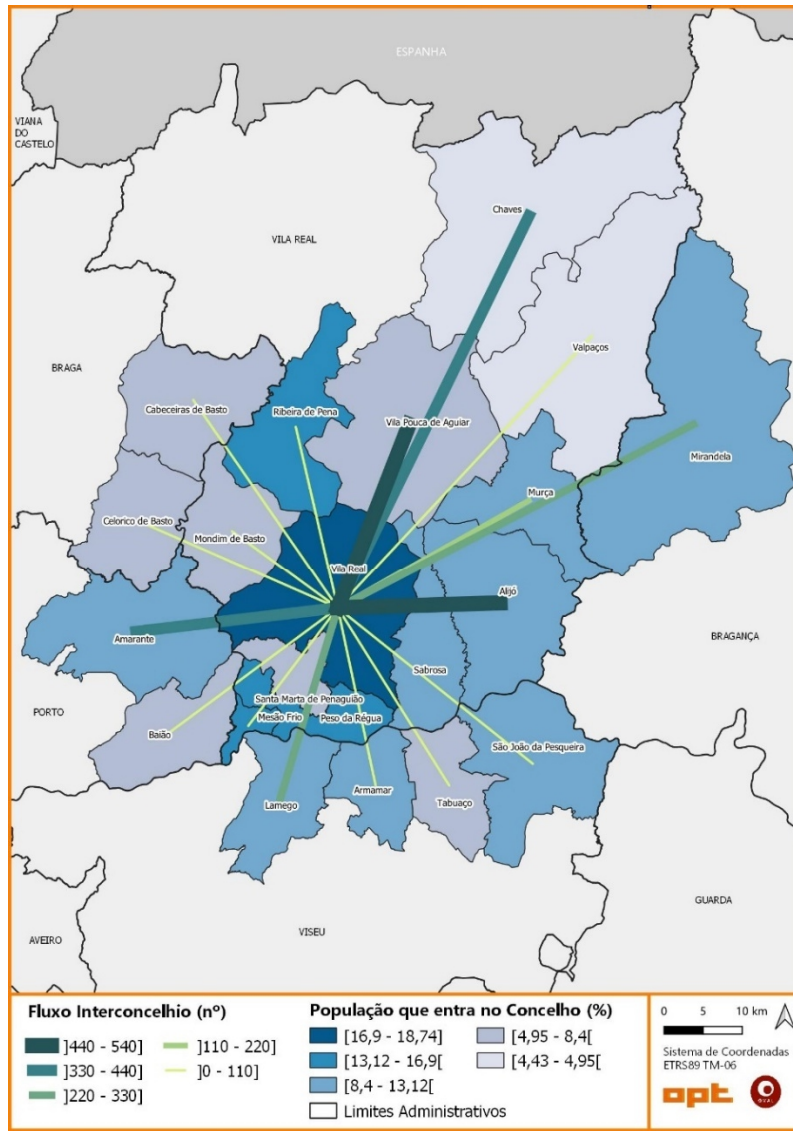 ESPANHA
VIANA
DO
CASTELO
Chaves
VILA REAL
Valpaços
BRAGA
Cabeceiras de Basto
Ribeira de Pena
Vila Pouca de Aguiar
Mirandela
Murça
Celorico de Basto
Mondim de Basto
Vila Real
Alijó
Amarante
BRAGANÇA
Sabrosa
Santa Marta de Penaguião
PORTO
Mesão Frio
Peso da Régua
Baião
São João da Pesqueira
Armamar
Lamego
Tabuaço
GUARDA
VISEU
AVEIRO
Fluxo Interconcelhio (nº)
]440 - 540]
]330 - 440]
]220 - 330]
]110 - 220]
]0 - 110]
População que entra no Concelho (%)
[16,9 - 18,74]
[13,12 - 16,9[
[8,4 - 13,12[
[4,95 - 8,4[
[4,43 - 4,95[
Limites Administrativos
0 5 10 km
Sistema de Coordenadas
ETRS89 TM-06
opt